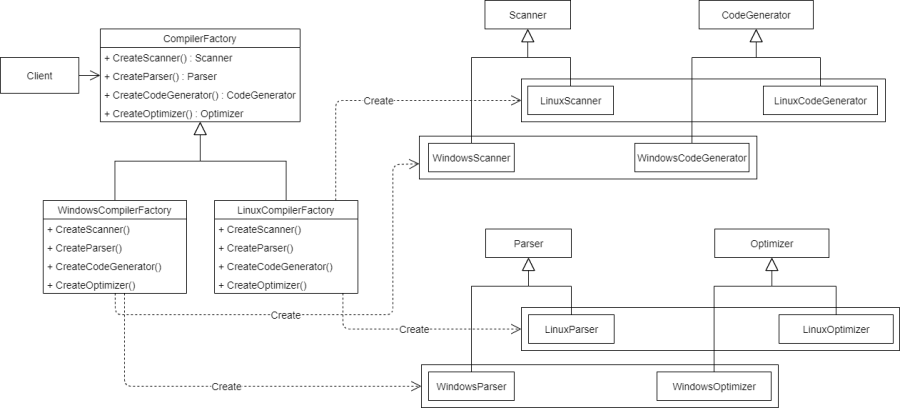 Scanner
CodeGenerator
CompilerFactory
+ CreateScanner() : Scanner
+ CreateParser() : Parser
+ CreateCodeGenerator() : CodeGenerator
+ CreateOptimizer() : Optimizer
Client
Create
LinuxScanner
LinuxCodeGenerator
WindowsScanner
WindowsCodeGenerator
WindowsCompilerFactory
+ CreateScanner()
+ CreateParser()
+ CreateCodeGenerator()
+ CreateOptimizer()
LinuxCompilerFactory
+ CreateScanner()
+ CreateParser()
+ CreateCodeGenerator()
+ CreateOptimizer()
Parser
Optimizer
Create
Create
LinuxParser
LinuxOptimizer
Create
WindowsParser
WindowsOptimizer